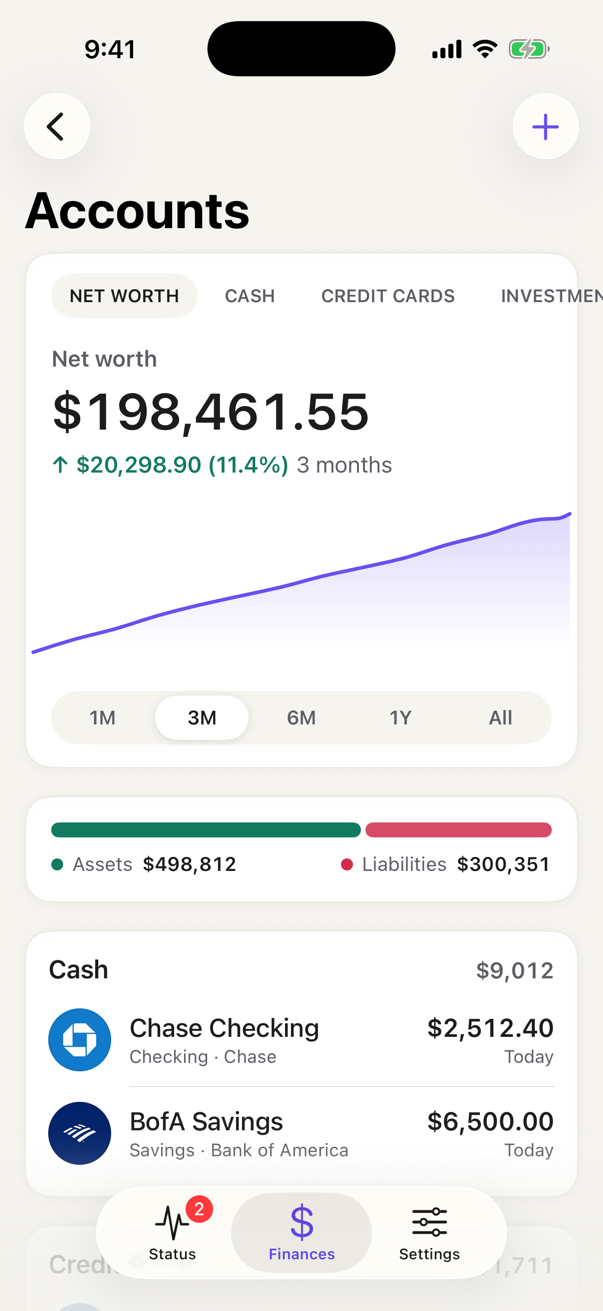 9:41
Accounts
NET WORTH CASH CREDIT CARDS INVESTMEN
Net worth
$198,461.55
↑ $20,298.90 (11.4%) 3 months
1M 3M 6M 1Y All
Assets $498,812 Liabilities $300,351
Cash $9,012
Chase Checking $2,512.40
Checking · Chase Today
BofA Savings $6,500.00
Savings · Bank of America Today
2
Status Finances Settings